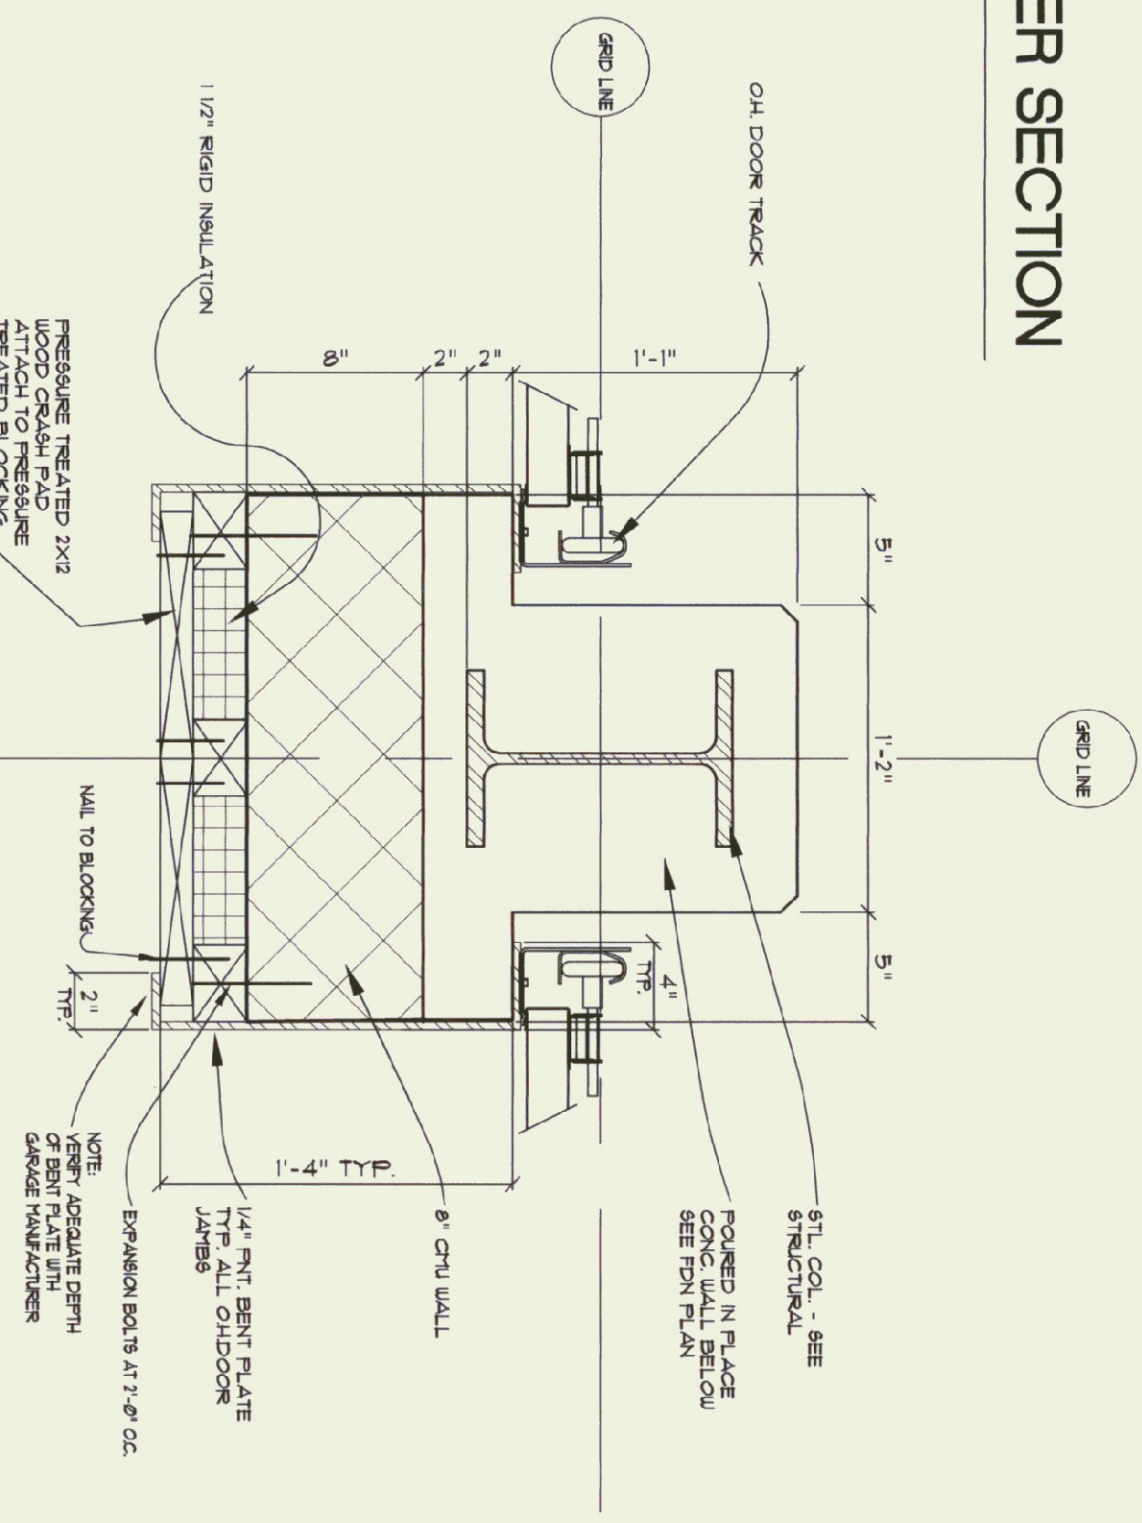 ER SECTION
GRID LINE
GRID LINE
O.H. DOOR TRACK
1 1/2" RIGID INSULATION
PRESSURE TREATED 2X12
WOOD CRASH PAD
ATTACH TO PRESSURE
TREATED BLOCKING
8"
2"
2"
1'-1"
5"
1'-2"
5"
4"
TYP.
2"
TYP.
1'-4" TYP.
NAIL TO BLOCKING
STL. COL. - SEE
STRUCTURAL
POURED IN PLACE
CONC. WALL BELOW
SEE FDN PLAN
8" CMU WALL
1/4" PNT. BENT PLATE
TYP. ALL O.H.DOOR
JAMBS
EXPANSION BOLTS AT 2'-0" O.C.
NOTE:
VERIFY ADEQUATE DEPTH
OF BENT PLATE WITH
GARAGE MANUFACTURER